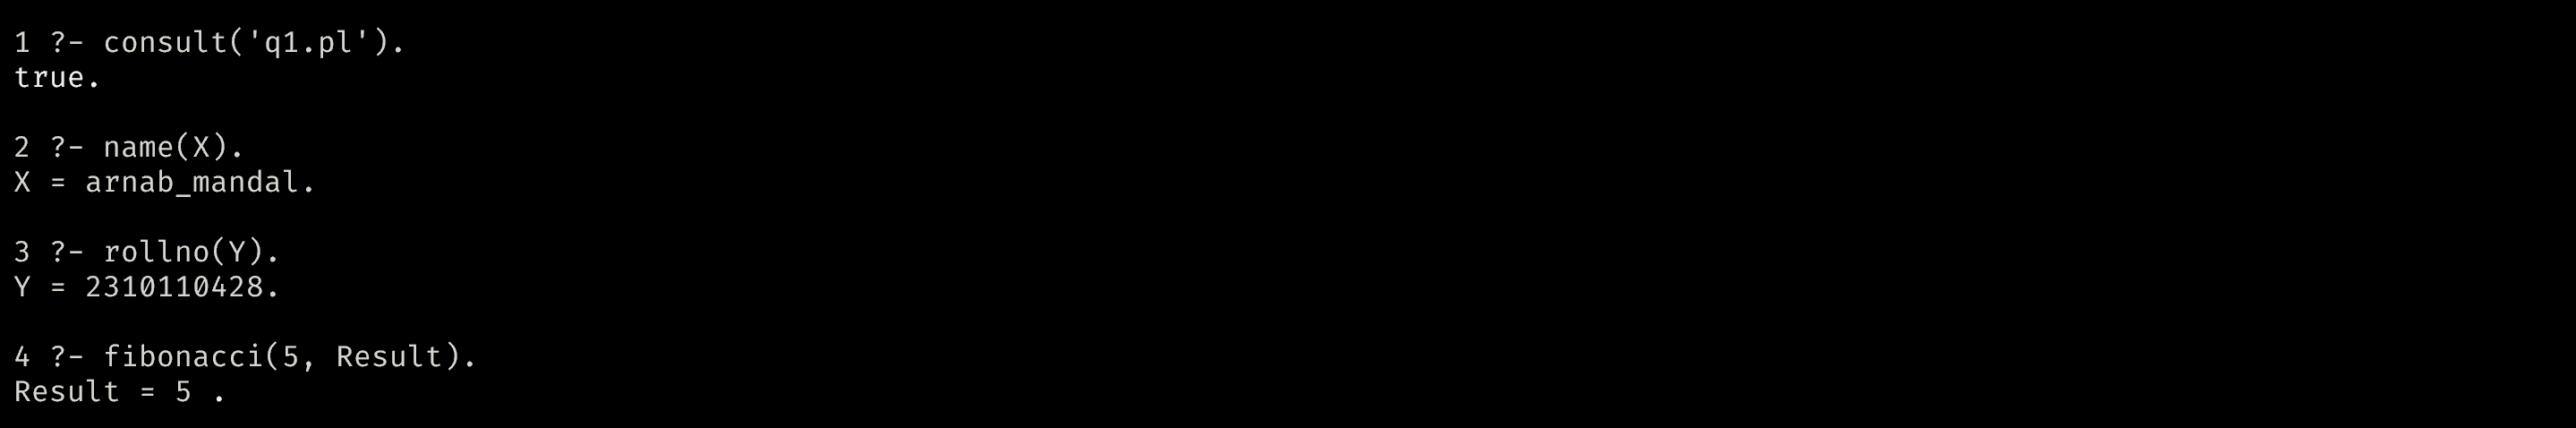 1 ?- consult('q1.pl').
true.
2 ?- name(X).
X = arnab_mandal.
3 ?- rollno(Y).
Y = 2310110428.
4 ?- fibonacci(5, Result).
Result = 5 .